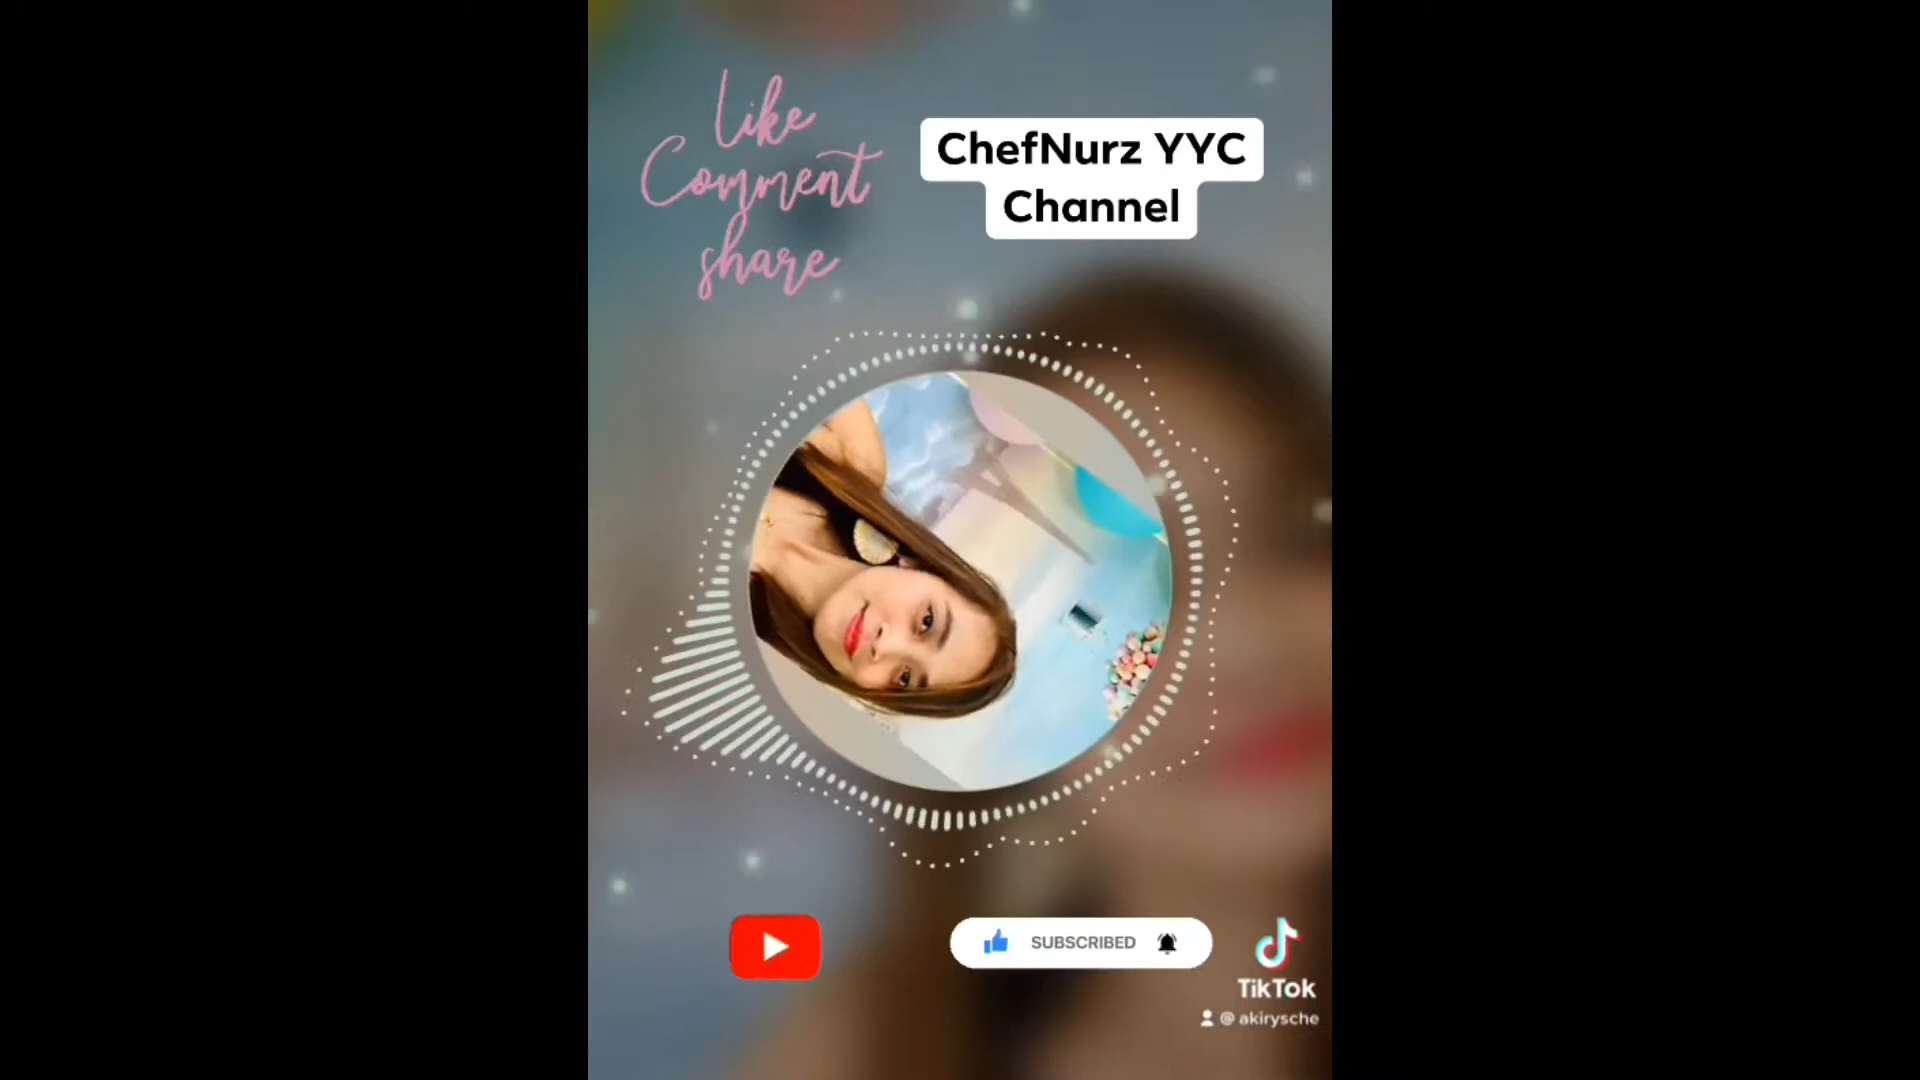 Like
Comment
share
ChefNurz YYC
Channel
SUBSCRIBED
TikTok
@akirysche